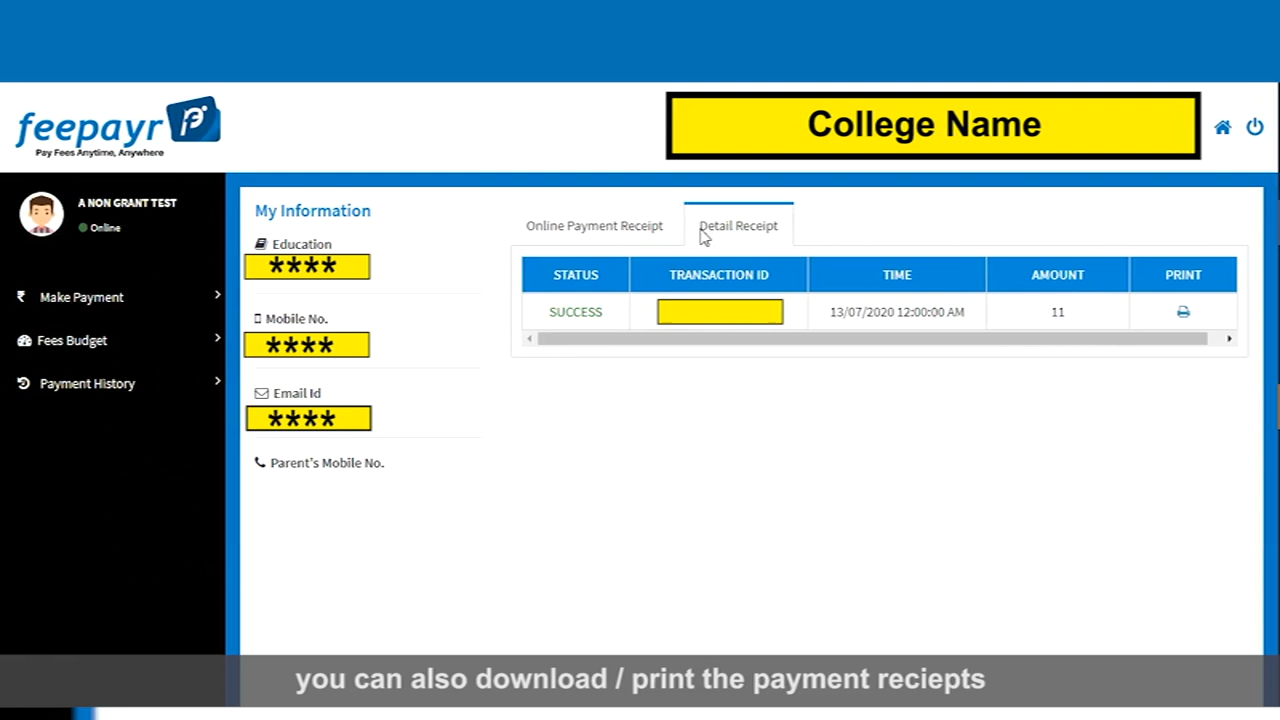 feepayr
Pay Fees Anytime, Anywhere
College Name
A NON GRANT TEST
Online
Make Payment
Fees Budget
Payment History
My Information
Education
****
Mobile No.
****
Email Id
****
Parent's Mobile No.
Online Payment Receipt
Detail Receipt
STATUS TRANSACTION ID TIME AMOUNT PRINT
SUCCESS 13/07/2020 12:00:00 AM 11
you can also download / print the payment reciepts